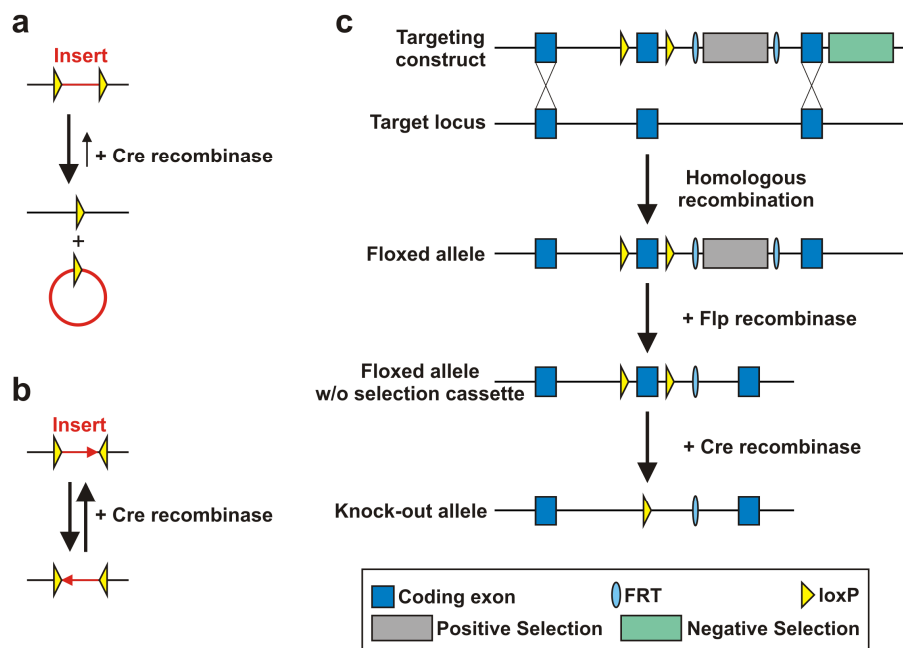 a
Insert
+ Cre recombinase
+
b
Insert
+ Cre recombinase
c
Targeting
construct
Target locus
Homologous
recombination
Floxed allele
+ Flp recombinase
Floxed allele
w/o selection cassette
+ Cre recombinase
Knock-out allele
Coding exon
FRT
loxP
Positive Selection
Negative Selection